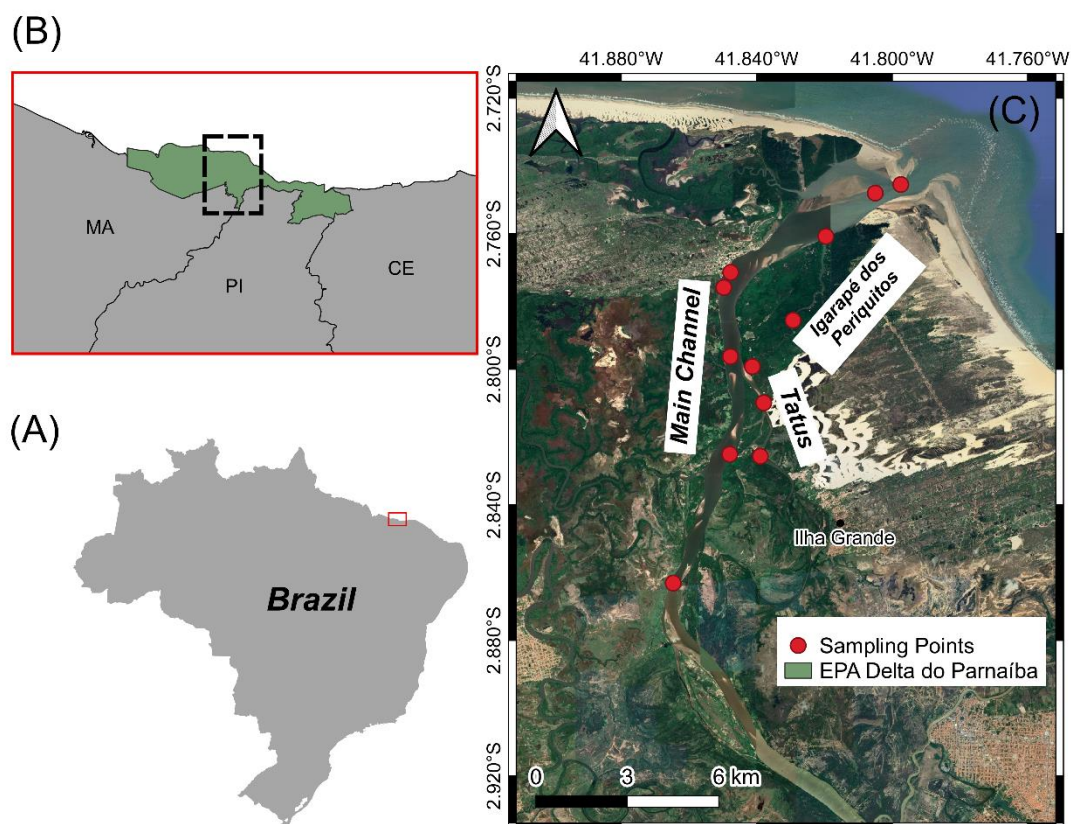 (B)
MA
PI
CE
(A)
Brazil
41.880°W
41.840°W
41.800°W
41.760°W
2.720°S
2.760°S
2.800°S
2.840°S
2.880°S
2.920°S
(C)
Main Channel
Igarapé dos
Periquitos
Tatus
Ilha Grande
Sampling Points
EPA Delta do Parnaíba
0
3
6 km